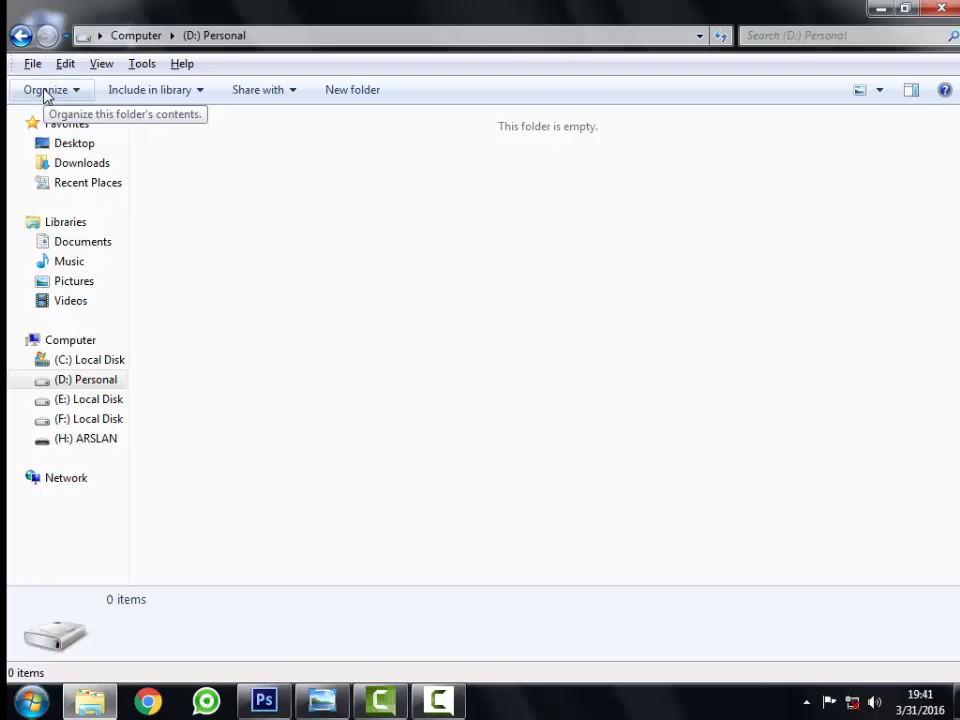 Computer (D:) Personal Search (D:) Personal
File Edit View Tools Help
Organize Include in library Share with New folder
Organize this folder's contents.
Favorites
This folder is empty.
Desktop
Downloads
Recent Places
Libraries
Documents
Music
Pictures
Videos
Computer
(C:) Local Disk
(D:) Personal
(E:) Local Disk
(F:) Local Disk
(H:) ARSLAN
Network
0 items
0 items
Ps
19:41
3/31/2016